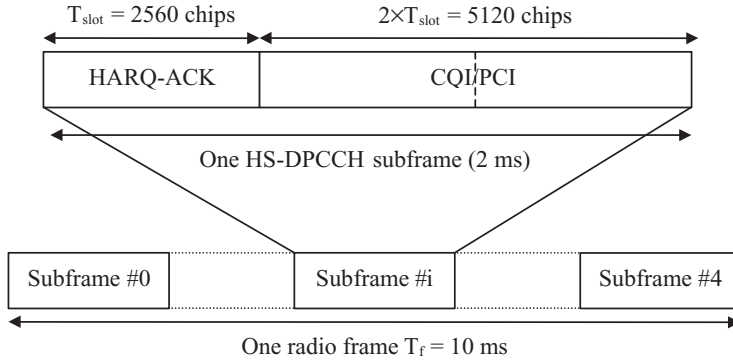 T_slot = 2560 chips
2×T_slot = 5120 chips
HARQ-ACK
CQI/PCI
One HS-DPCCH subframe (2 ms)
Subframe #0
Subframe #i
Subframe #4
One radio frame T_f = 10 ms